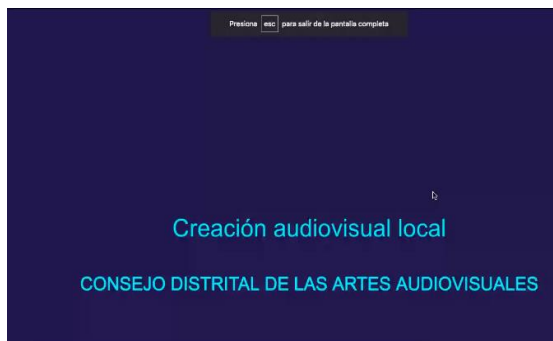 Presiona esc para salir de la pantalla completa
Creación audiovisual local
CONSEJO DISTRITAL DE LAS ARTES AUDIOVISUALES